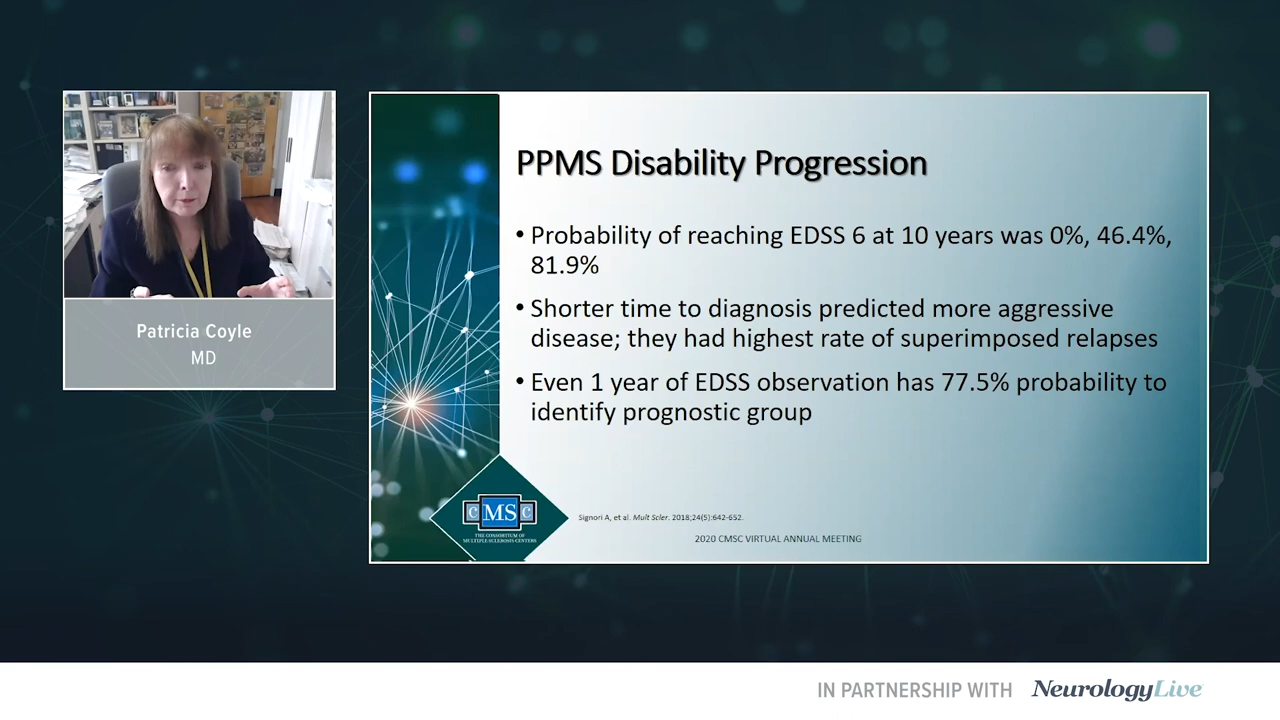 Patricia Coyle
MD
PPMS Disability Progression
• Probability of reaching EDSS 6 at 10 years was 0%, 46.4%,
81.9%
• Shorter time to diagnosis predicted more aggressive
disease; they had highest rate of superimposed relapses
• Even 1 year of EDSS observation has 77.5% probability to
identify prognostic group
CMSC
THE CONSORTIUM OF
MULTIPLE SCLEROSIS CENTERS
Signori A, et al. Mult Scler. 2018;24(5):642-652.
2020 CMSC VIRTUAL ANNUAL MEETING
IN PARTNERSHIP WITH NeurologyLive